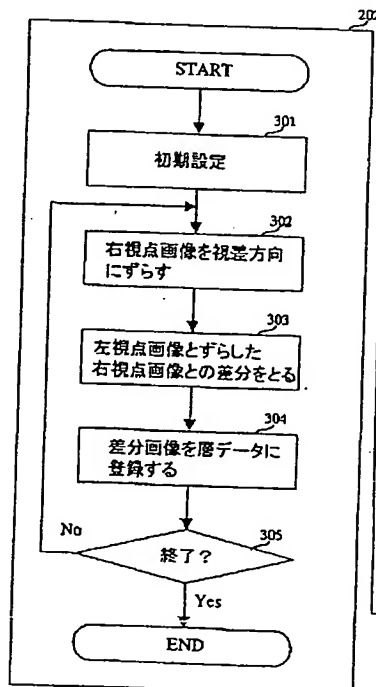 202
START
301
初期設定
302
右視点画像を視差方向
にずらす
303
左視点画像とずらした
右視点画像との差分をとる
304
差分画像を層データに
登録する
305
終了?
No
Yes
END